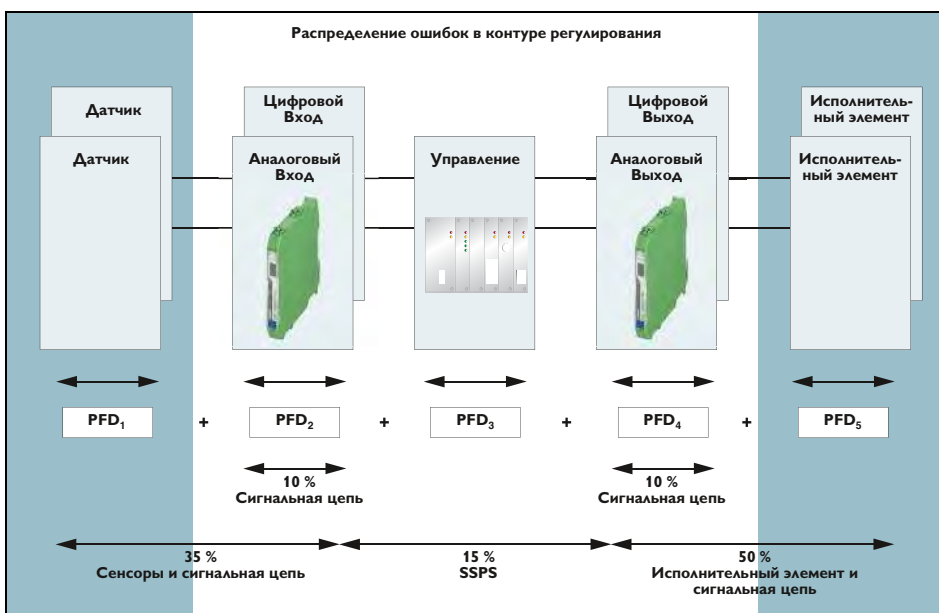 Распределение ошибок в контуре регулирования
Датчик
Цифровой
Вход
Цифровой
Выход
Исполнитель-
ный элемент
Датчик
Аналоговый
Вход
Управление
Аналоговый
Выход
Исполнитель-
ный элемент
PFD₁ + PFD₂ + PFD₃ + PFD₄ + PFD₅
10 %
Сигнальная цепь
10 %
Сигнальная цепь
35 %
Сенсоры и сигнальная цепь
15 %
SSPS
50 %
Исполнительный элемент и
сигнальная цепь